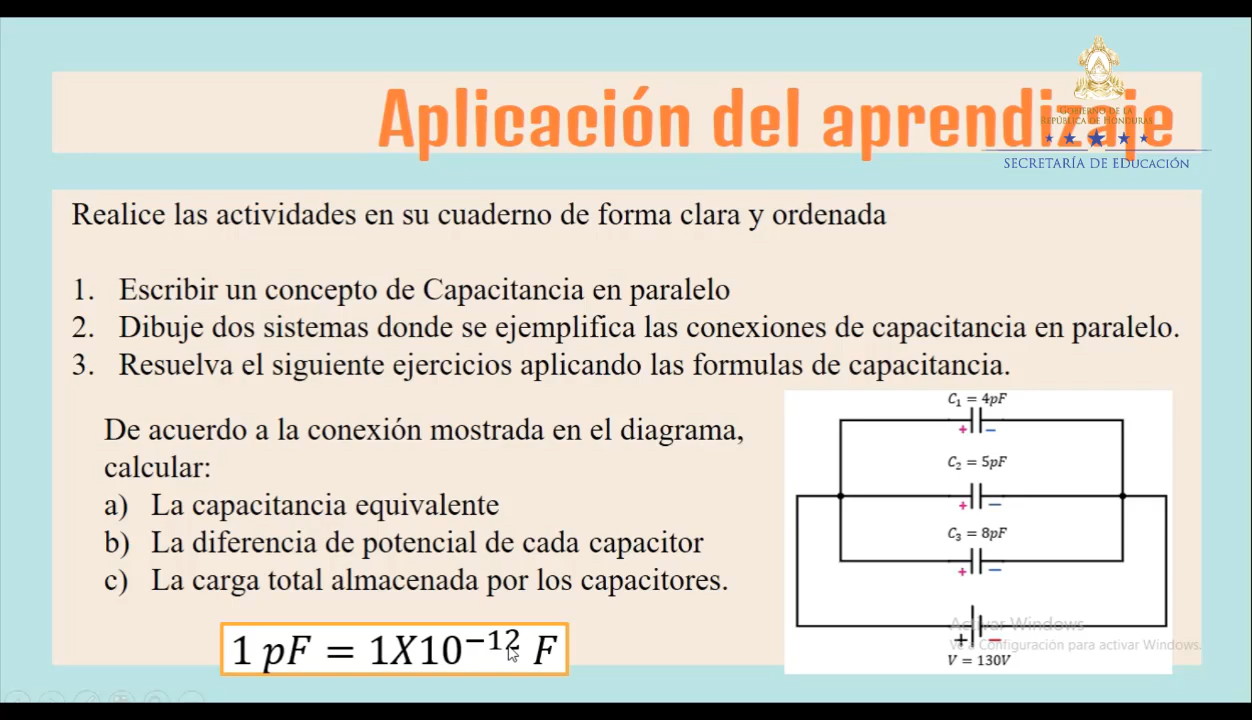 Aplicación del aprendizaje
GOBIERNO DE LA
REPÚBLICA DE HONDURAS
SECRETARÍA DE EDUCACIÓN
Realice las actividades en su cuaderno de forma clara y ordenada
1. Escribir un concepto de Capacitancia en paralelo
2. Dibuje dos sistemas donde se ejemplifica las conexiones de capacitancia en paralelo.
3. Resuelva el siguiente ejercicios aplicando las formulas de capacitancia.
De acuerdo a la conexión mostrada en el diagrama,
calcular:
a) La capacitancia equivalente
b) La diferencia de potencial de cada capacitor
c) La carga total almacenada por los capacitores.
1 pF = 1X10⁻¹² F
C₁ = 4pF
+ −
C₂ = 5pF
+ −
C₃ = 8pF
+ −
+ −
V = 130V
Activar Windows
Ve a Configuración para activar Windows.